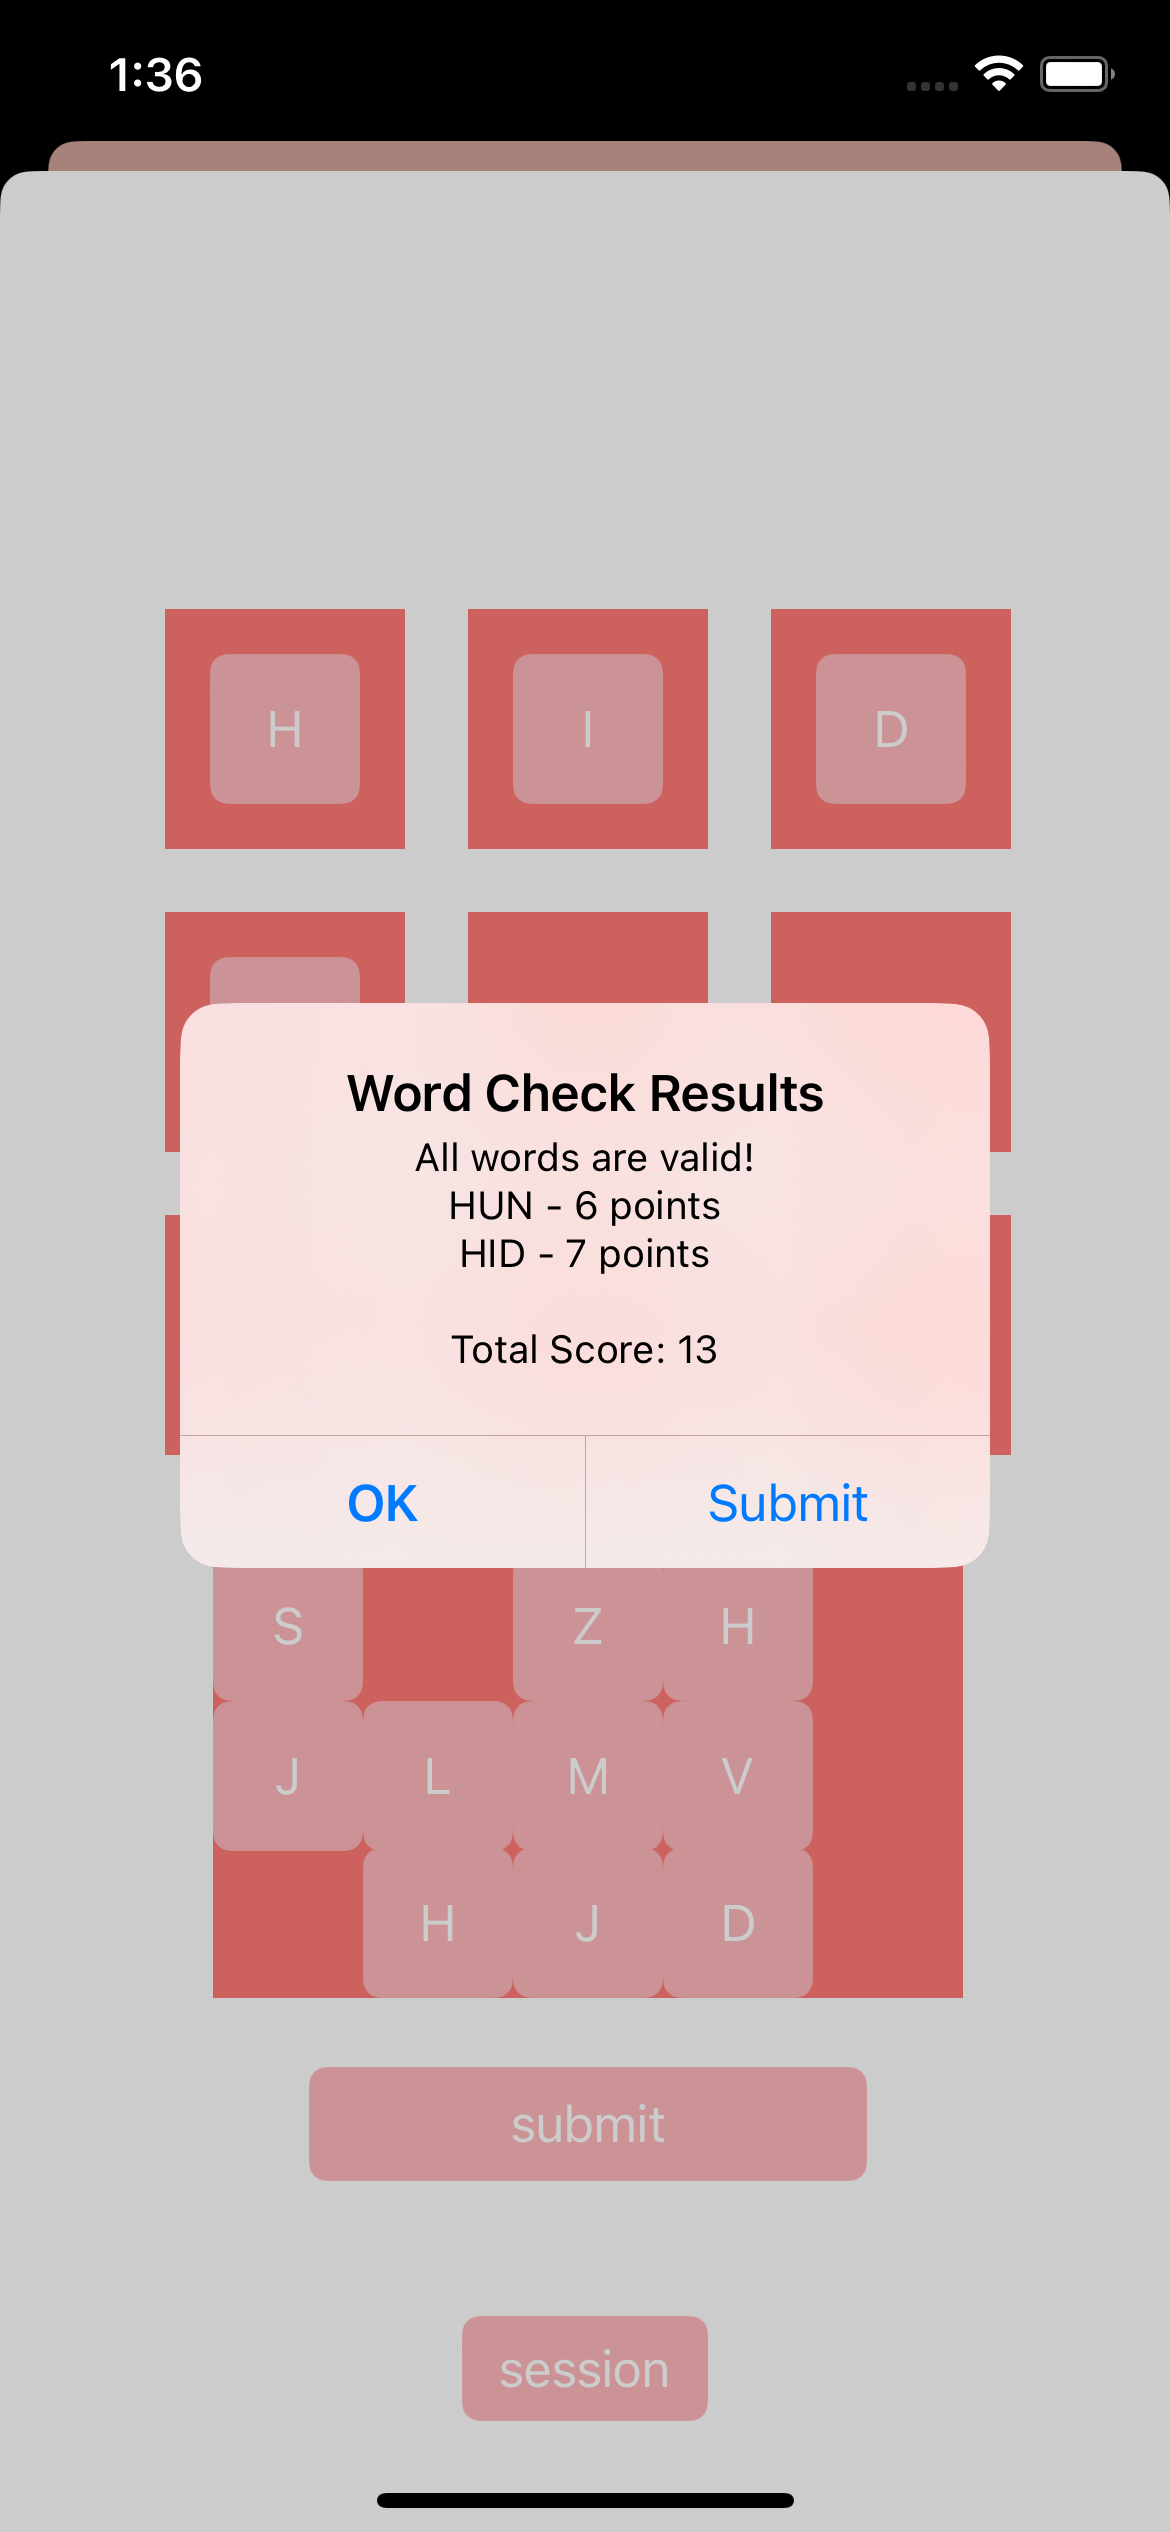 1:36
H I D
Word Check Results
All words are valid!
HUN - 6 points
HID - 7 points
Total Score: 13
OK Submit
S Z H
J L M V
H J D
submit
session